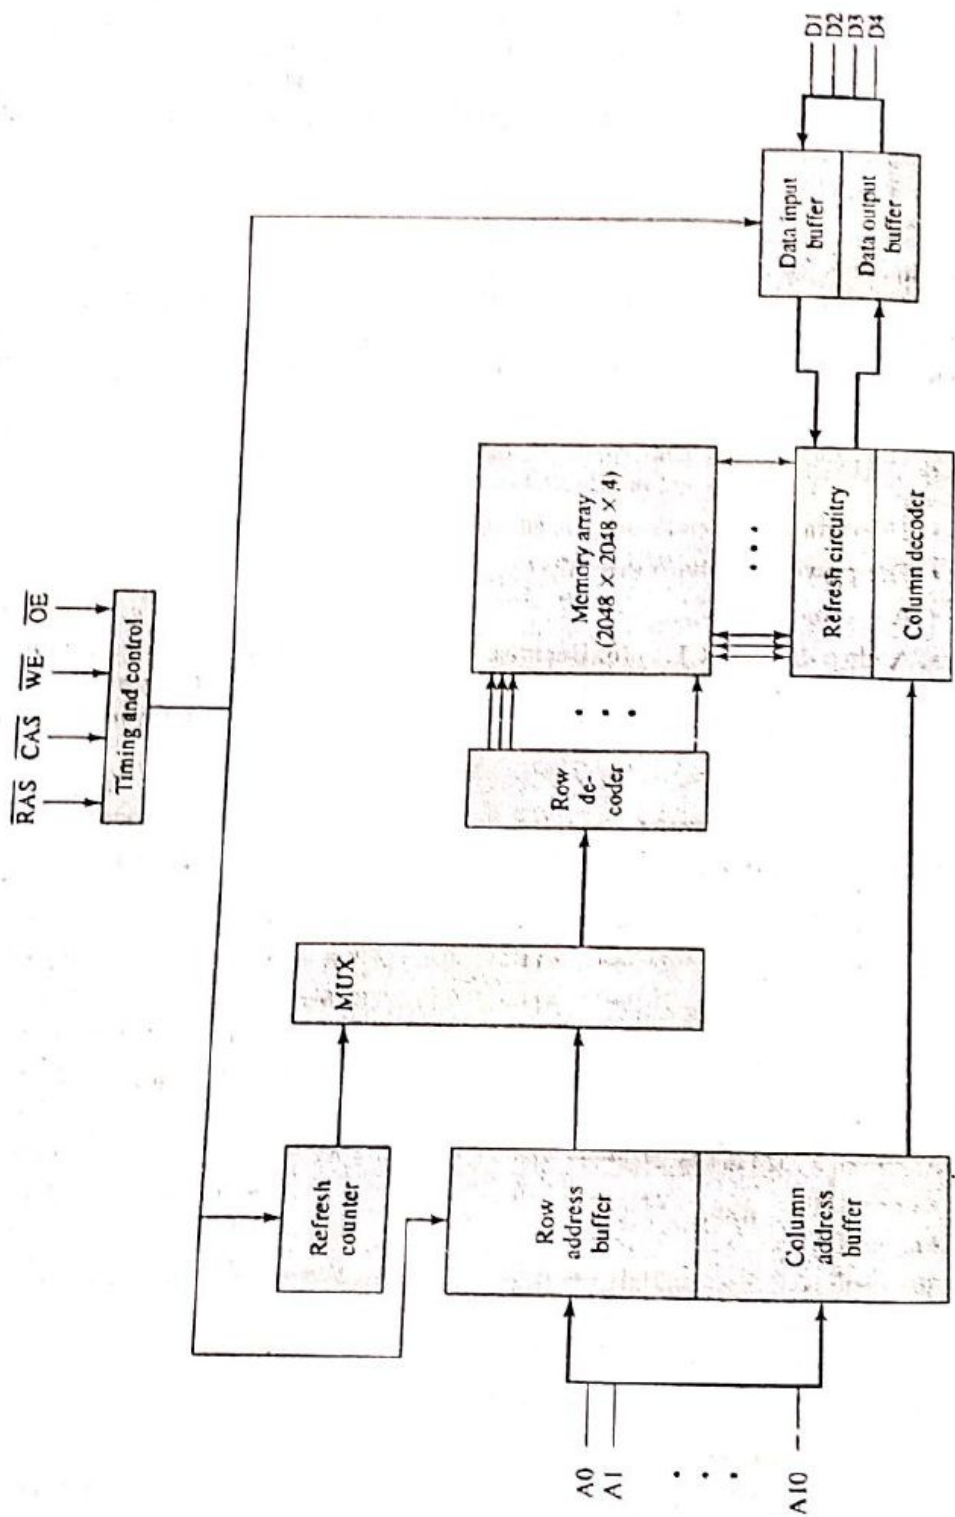 RAS CAS WE OE
Timing and control
Refresh
counter
MUX
Row
address
buffer
Column
address
buffer
A0
A1
A10
Row
de-
coder
Memory array
(2048 × 2048 × 4)
Refresh circuitry
Column decoder
Data input
buffer
Data output
buffer
D1
D2
D3
D4